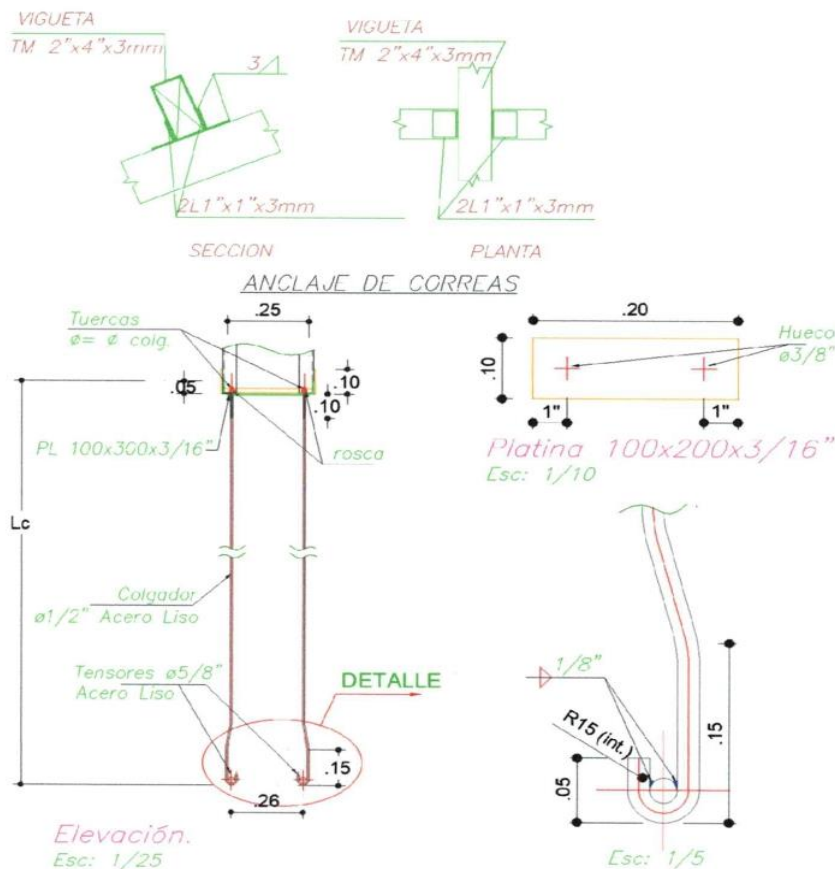 VIGUETA
TM 2"x4"x3mm
3
VIGUETA
TM 2"x4"x3mm
2L1"x1"x3mm
2L1"x1"x3mm
SECCION
PLANTA
ANCLAJE DE CORREAS
.25
Tuercas
ø= ø colg.
.05
.10
.10
PL 100x300x3/16"
rosca
Lc
Colgador
ø1/2" Acero Liso
Tensores ø5/8"
Acero Liso
DETALLE
.15
.26
Elevación.
Esc: 1/25
.20
Hueco
ø3/8"
.10
1"
1"
Platina 100x200x3/16"
Esc: 1/10
1/8"
R15 (int.)
.15
.05
Esc: 1/5